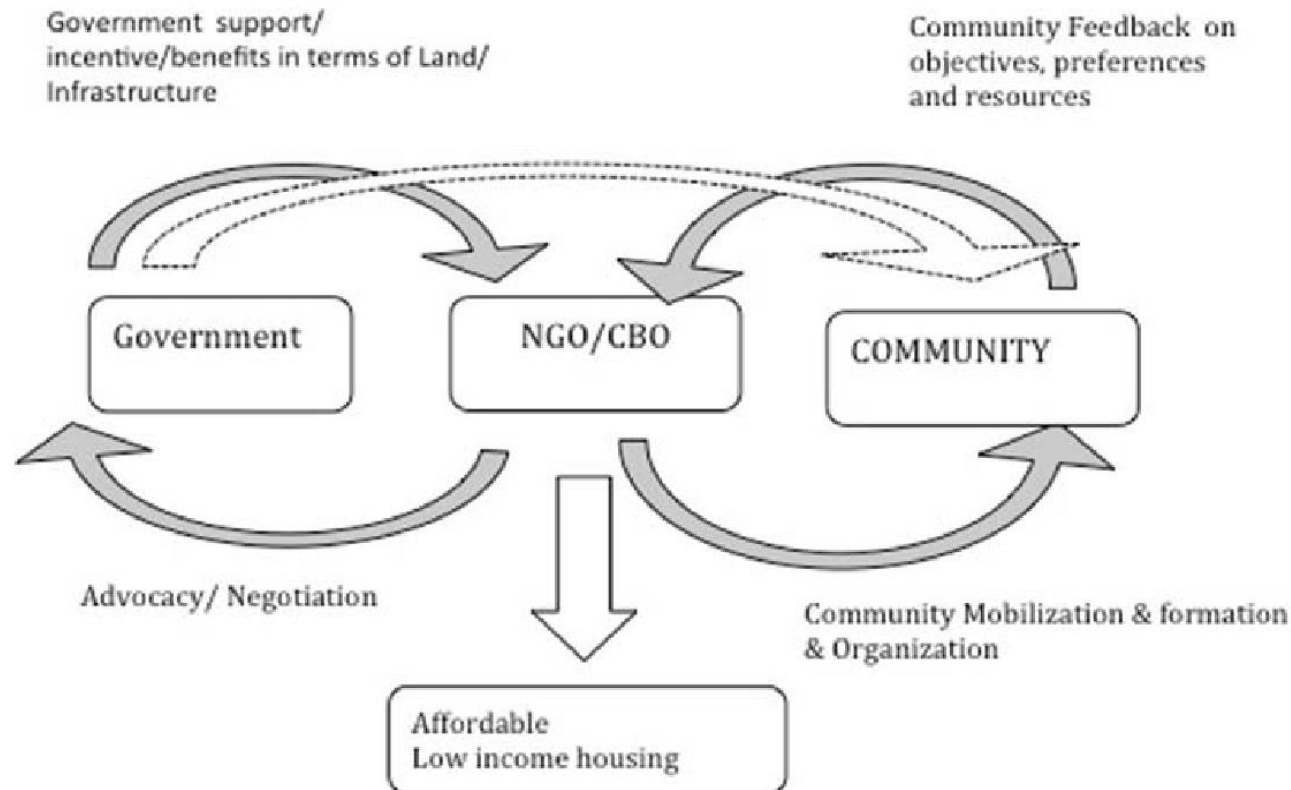 Government support/
incentive/benefits in terms of Land/
Infrastructure
Community Feedback on
objectives, preferences
and resources
Government
NGO/CBO
COMMUNITY
Advocacy/ Negotiation
Community Mobilization & formation
& Organization
Affordable
Low income housing